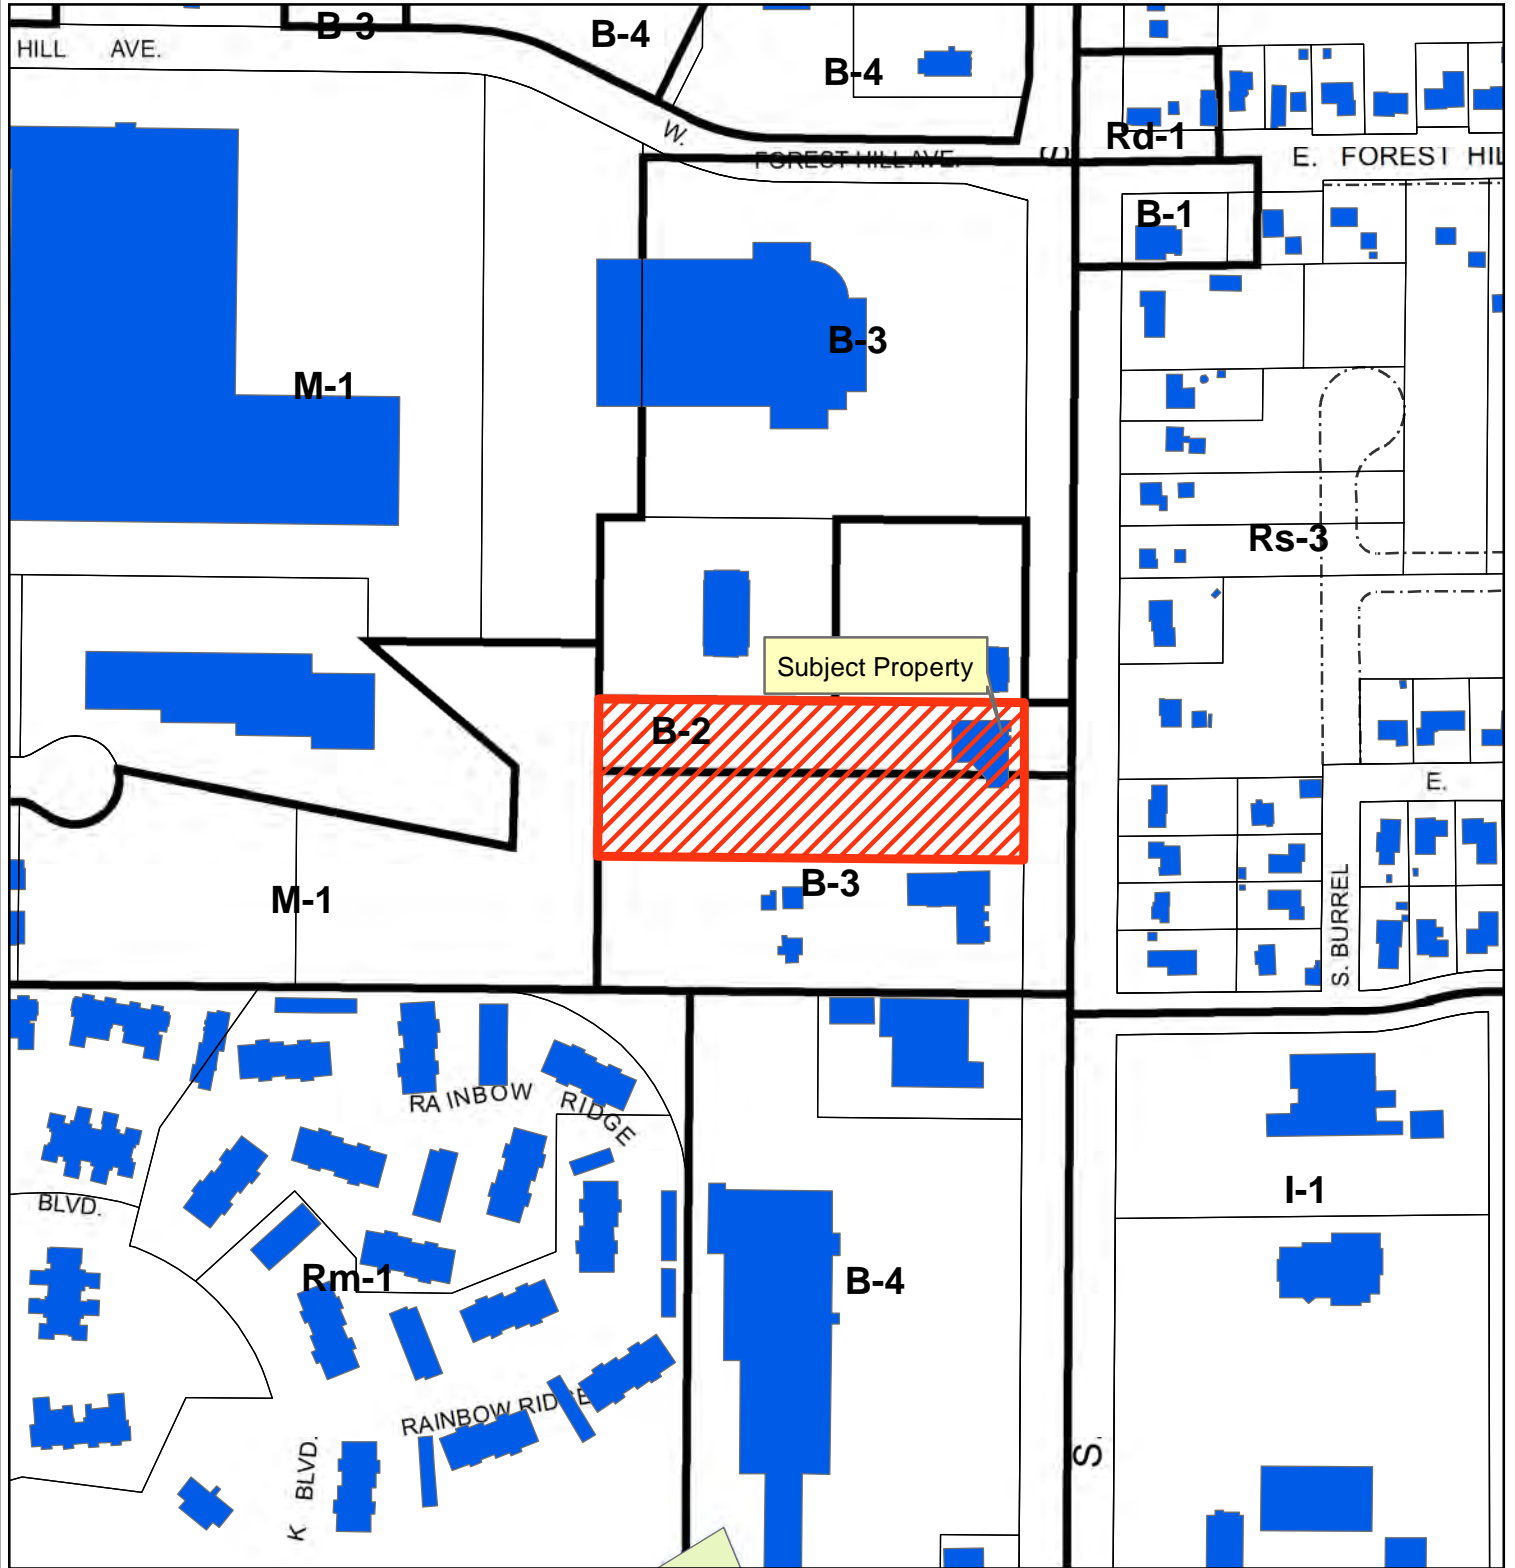 B-3
B-4
HILL AVE.
B-4
W.
Rd-1
FOREST HILL AVE.
S.
E. FOREST HIL
B-1
B-3
M-1
Rs-3
Subject Property
B-2
E.
B-3
M-1
S. BURREL
RAINBOW RIDGE
I-1
BLVD.
Rm-1
B-4
RAINBOW RIDGE
S.
K BLVD.